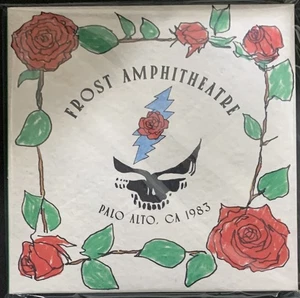 FROST AMPHITHEATRE
PALO ALTO, CA 1983